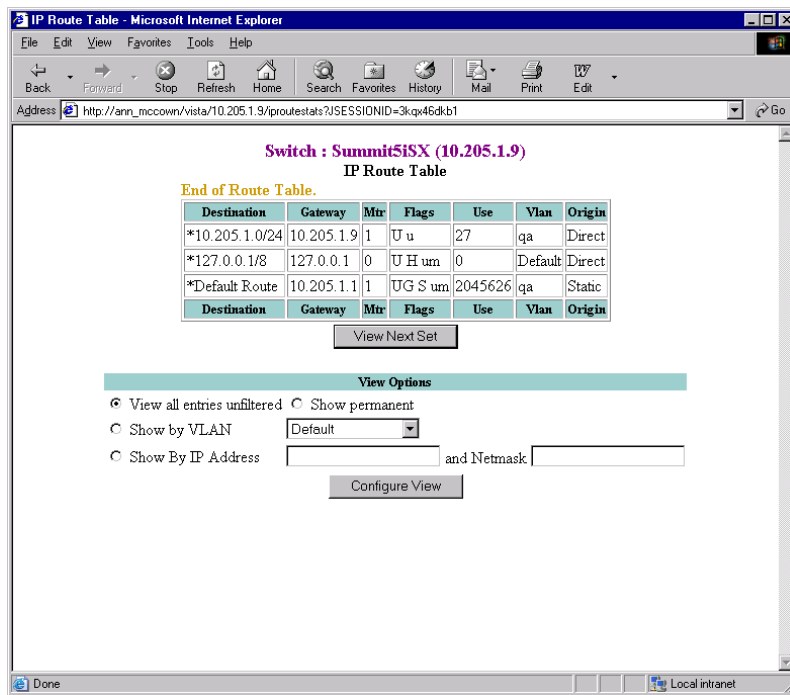 IP Route Table - Microsoft Internet Explorer
File Edit View Favorites Tools Help
Back Forward Stop Refresh Home Search Favorites History Mail Print Edit
Address http://ann_mccown/vista/10.205.1.9/iproutestats?JSESSIONID=3kqx46dkb1 Go
Switch : Summit5iSX (10.205.1.9)
IP Route Table
End of Route Table.
Destination Gateway Mtr Flags Use Vlan Origin
*10.205.1.0/24 10.205.1.9 1 U u 27 qa Direct
*127.0.0.1/8 127.0.0.1 0 U H um 0 Default Direct
*Default Route 10.205.1.1 1 UG S um 2045626 qa Static
Destination Gateway Mtr Flags Use Vlan Origin
View Next Set
View Options
View all entries unfiltered Show permanent
Show by VLAN Default
Show By IP Address and Netmask
Configure View
Done Local intranet